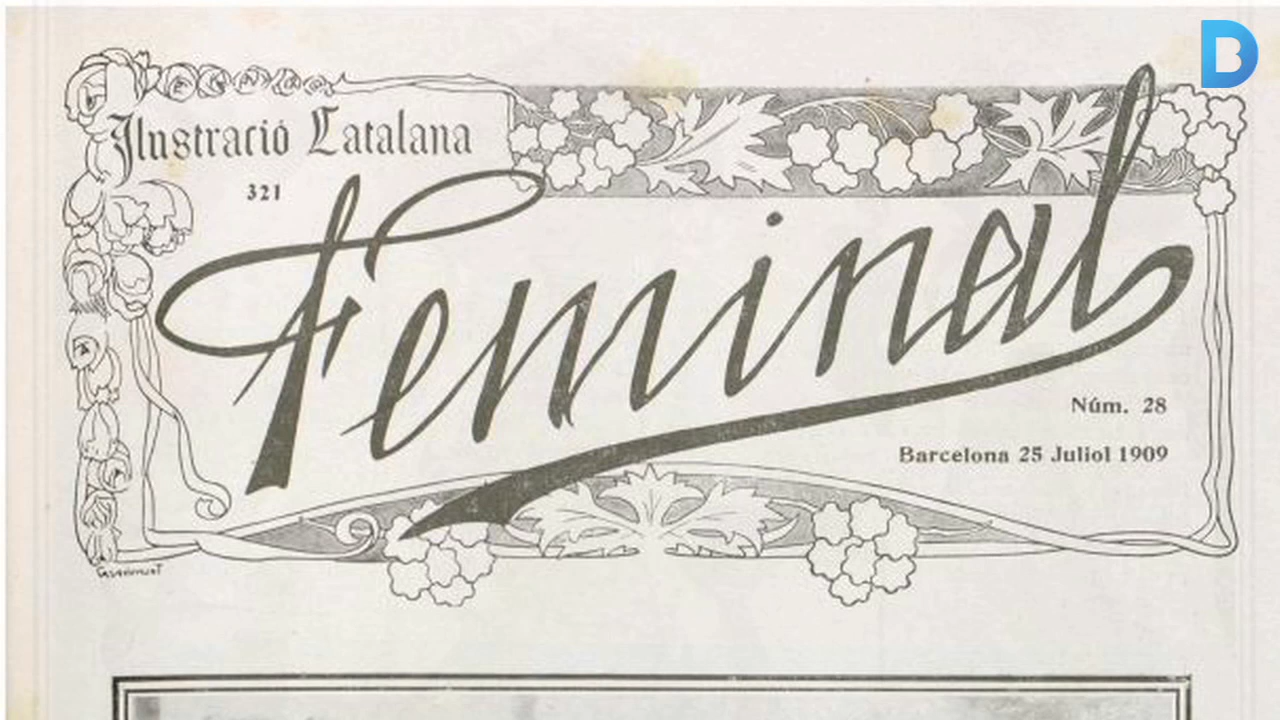 Ilustració Catalana
321
Feminal
Núm. 28
Barcelona 25 Juliol 1909
B